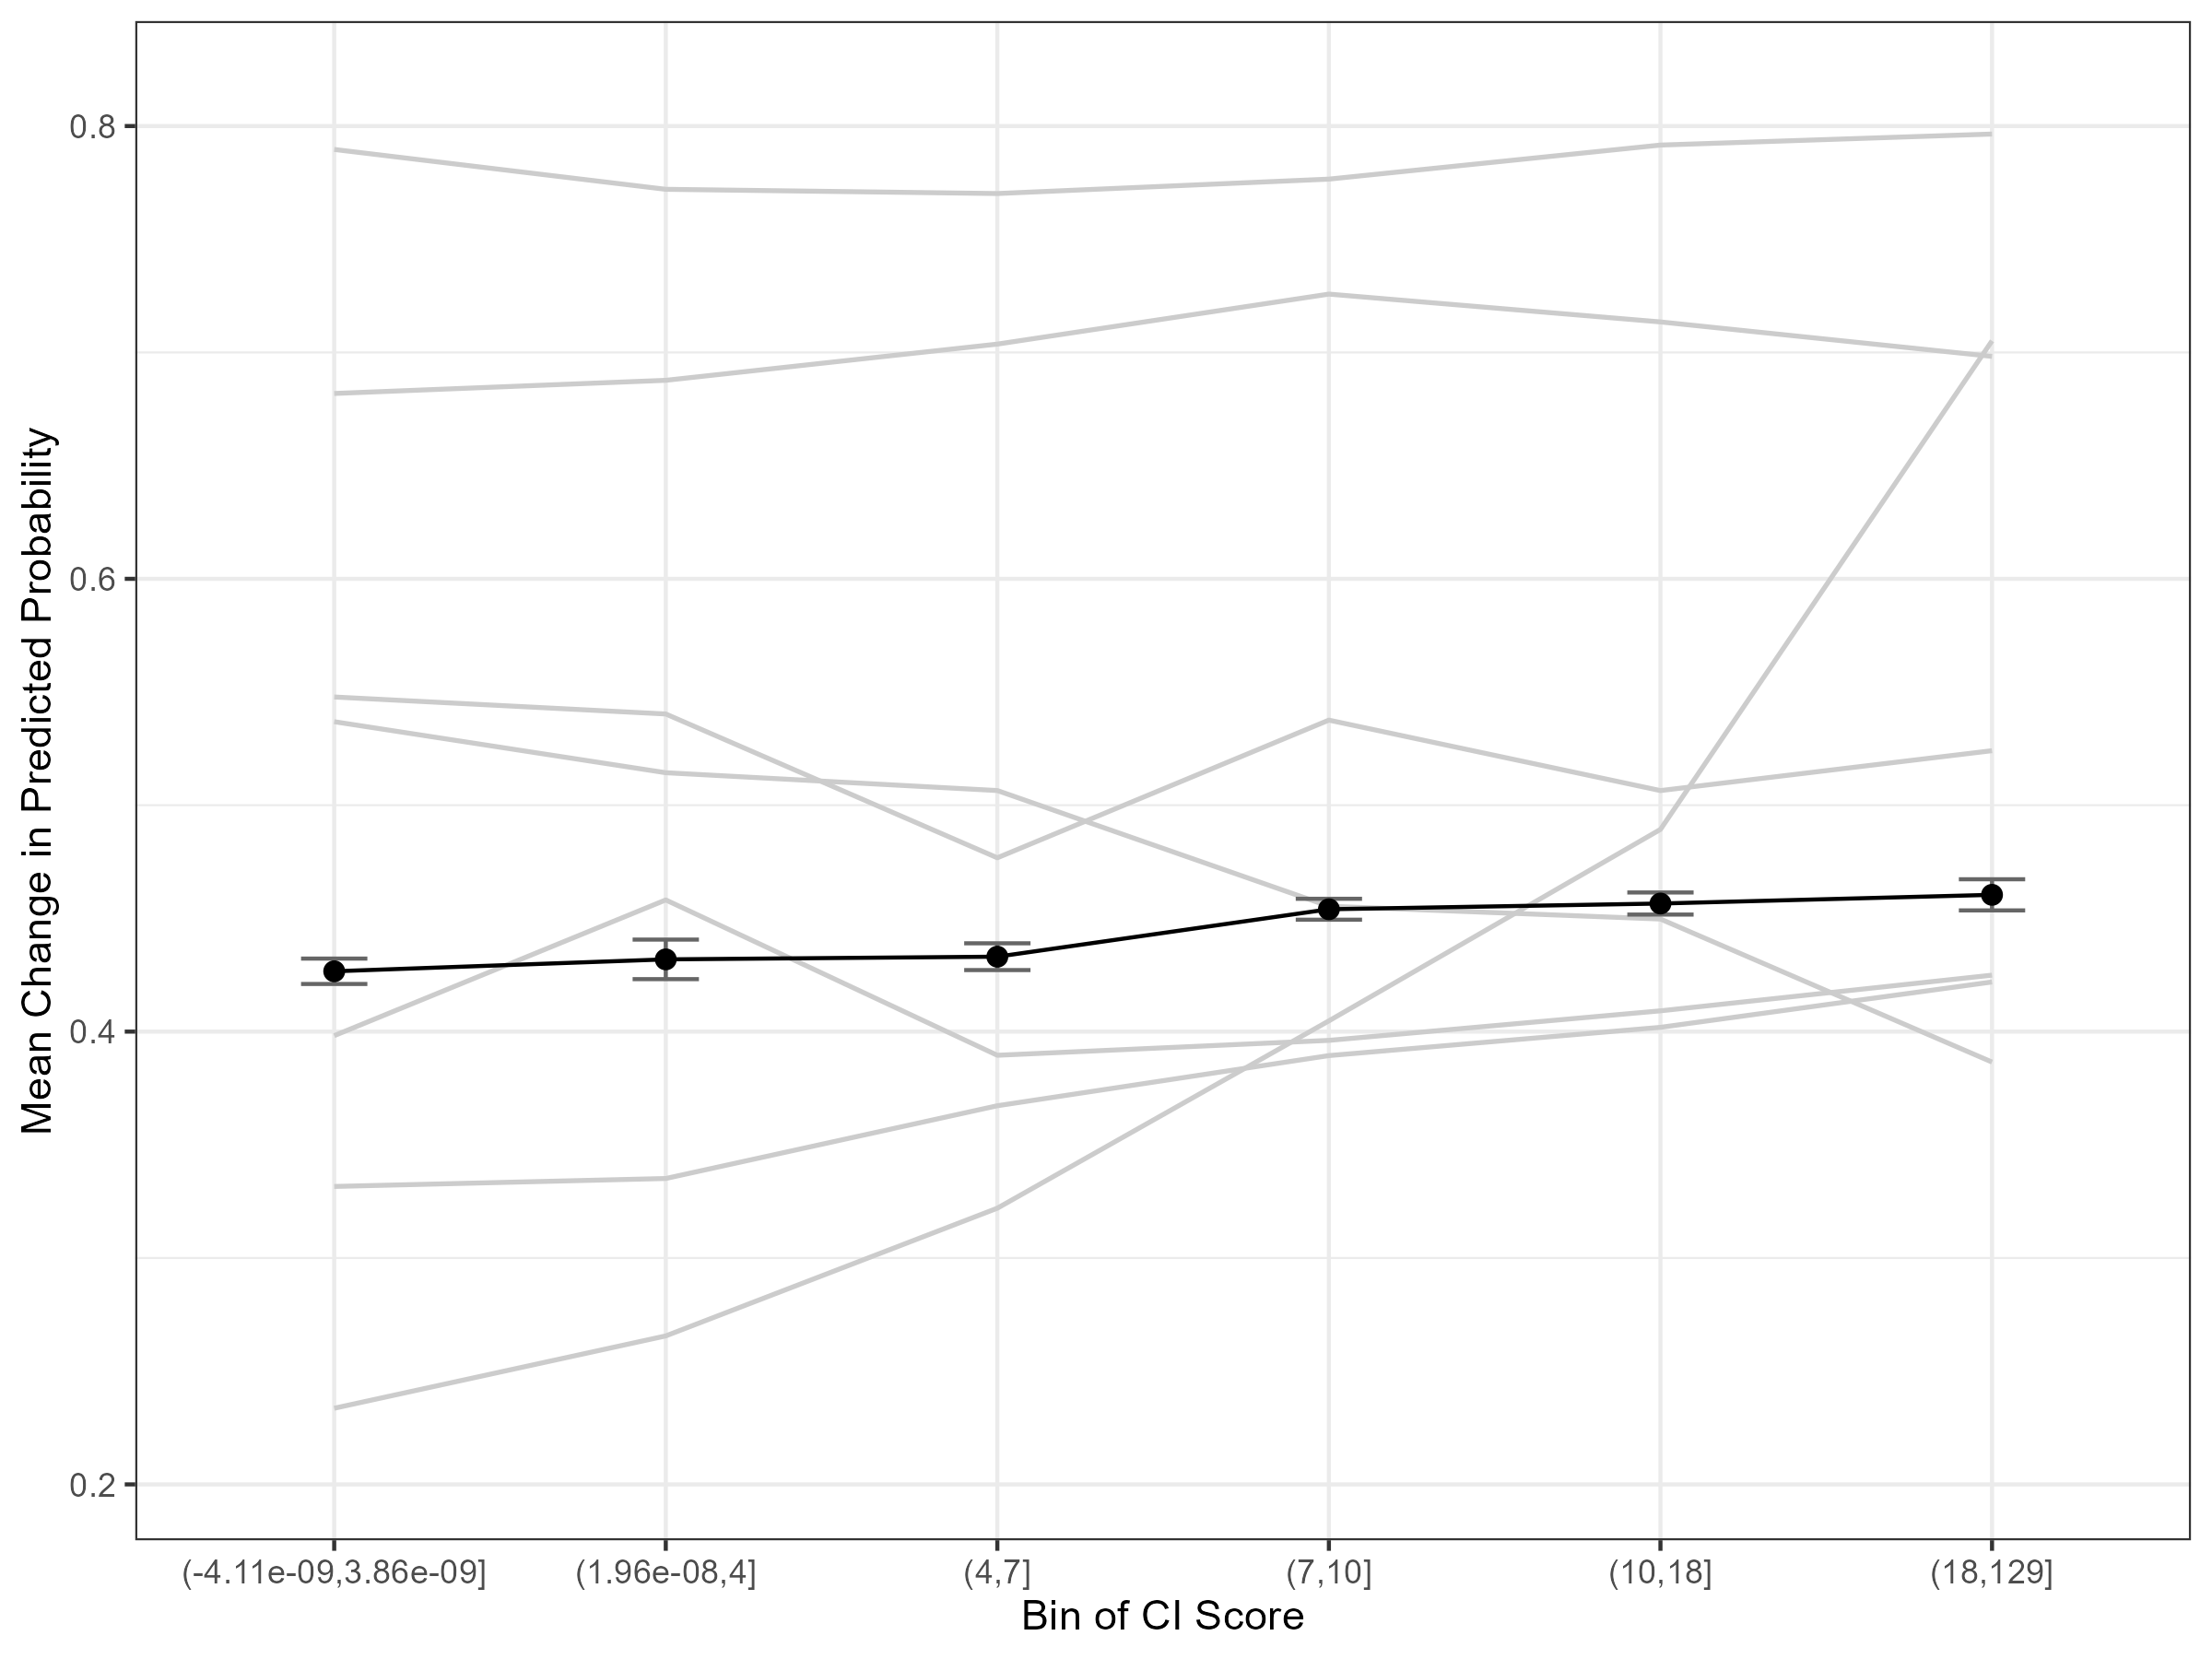 Mean Change in Predicted Probability
0.8
0.6
0.4
0.2
(-4.11e-09,3.86e-09] (1.96e-08,4] (4,7] (7,10] (10,18] (18,129]
Bin of CI Score